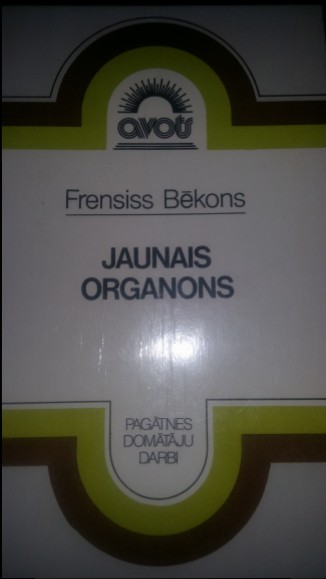 avots
Frensiss Bēkons
JAUNAIS
ORGANONS
PAGĀTNES
DOMĀTĀJU
DARBI